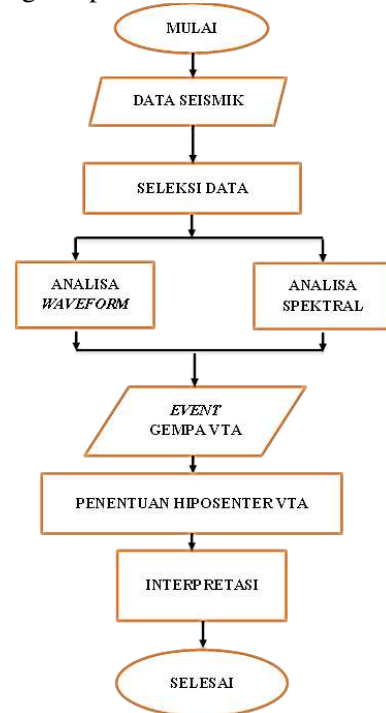 MULAI
DATA SEISMIK
SELEKSI DATA
ANALISA
WAVEFORM
ANALISA
SPEKTRAL
EVENT
GEMPA VTA
PENENTUAN HIPOSENTER VTA
INTERPRETASI
SELESAI